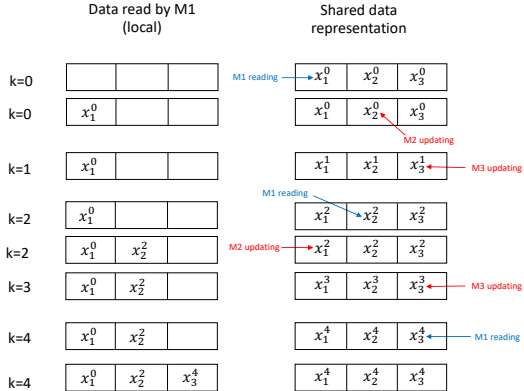 Data read by M1 (local)
Shared data representation
k=0 M1 reading x_1^0 x_2^0 x_3^0
k=0 x_1^0 x_1^0 x_2^0 x_3^0
M2 updating
k=1 x_1^0 x_1^1 x_2^1 x_3^1 M3 updating
M1 reading
k=2 x_1^0 x_1^2 x_2^2 x_3^2
k=2 x_1^0 x_2^2 M2 updating x_1^2 x_2^2 x_3^2
k=3 x_1^0 x_2^2 x_1^3 x_2^3 x_3^3 M3 updating
k=4 x_1^0 x_2^2 x_1^4 x_2^4 x_3^4 M1 reading
k=4 x_1^0 x_2^2 x_3^4 x_1^4 x_2^4 x_3^4